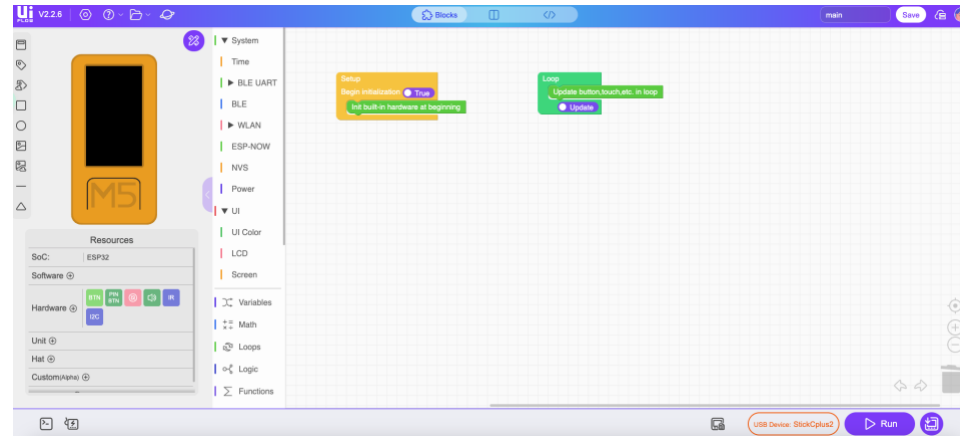 Ui FLOW V2.2.6
Blocks
</>
main
Save
System
Time
BLE UART
BLE
WLAN
ESP-NOW
NVS
Power
UI
UI Color
LCD
Screen
Variables
Math
Loops
Logic
Functions
M5
Resources
SoC: ESP32
Software
Hardware
BTN
PIN BTN
IR
I2C
Unit
Hat
Custom(Alpha)
Setup
Begin initialization True
Init built-in hardware at beginning
Loop
Update button,touch,etc. in loop
Update
USB Device: StickCplus2
Run